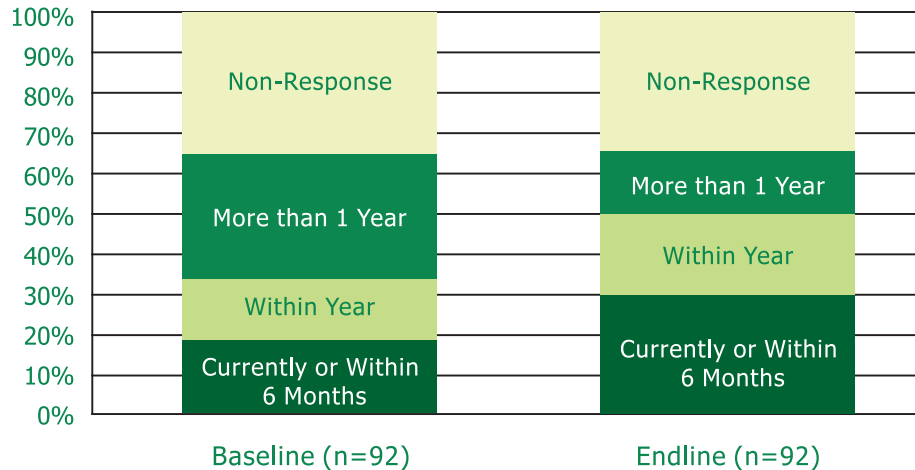 100%
90%
80%
70%
60%
50%
40%
30%
20%
10%
0%
Non-Response
More than 1 Year
Within Year
Currently or Within
6 Months
Non-Response
More than 1 Year
Within Year
Currently or Within
6 Months
Baseline (n=92)
Endline (n=92)